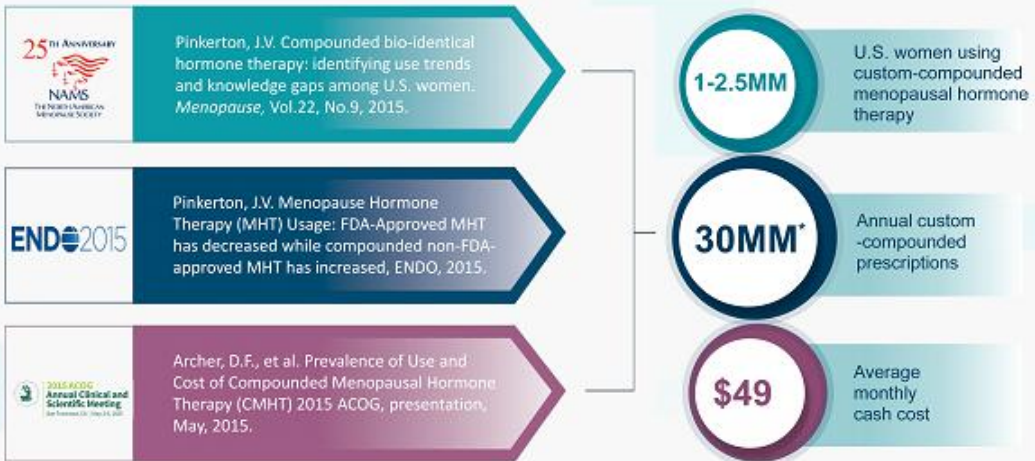 25TH ANNIVERSARY
NAMS
THE NORTH AMERICAN
MENOPAUSE SOCIETY
Pinkerton, J.V. Compounded bio-identical
hormone therapy: identifying use trends
and knowledge gaps among U.S. women.
Menopause, Vol.22, No.9, 2015.
1-2.5MM
U.S. women using
custom-compounded
menopausal hormone
therapy
ENDO2015
Pinkerton, J.V. Menopause Hormone
Therapy (MHT) Usage: FDA-Approved MHT
has decreased while compounded non-FDA-
approved MHT has increased, ENDO, 2015.
30MM*
Annual custom
-compounded
prescriptions
2015 ACOG
Annual Clinical and
Scientific Meeting
Archer, D.F., et al. Prevalence of Use and
Cost of Compounded Menopausal Hormone
Therapy (CMHT) 2015 ACOG, presentation,
May, 2015.
$49
Average
monthly
cash cost